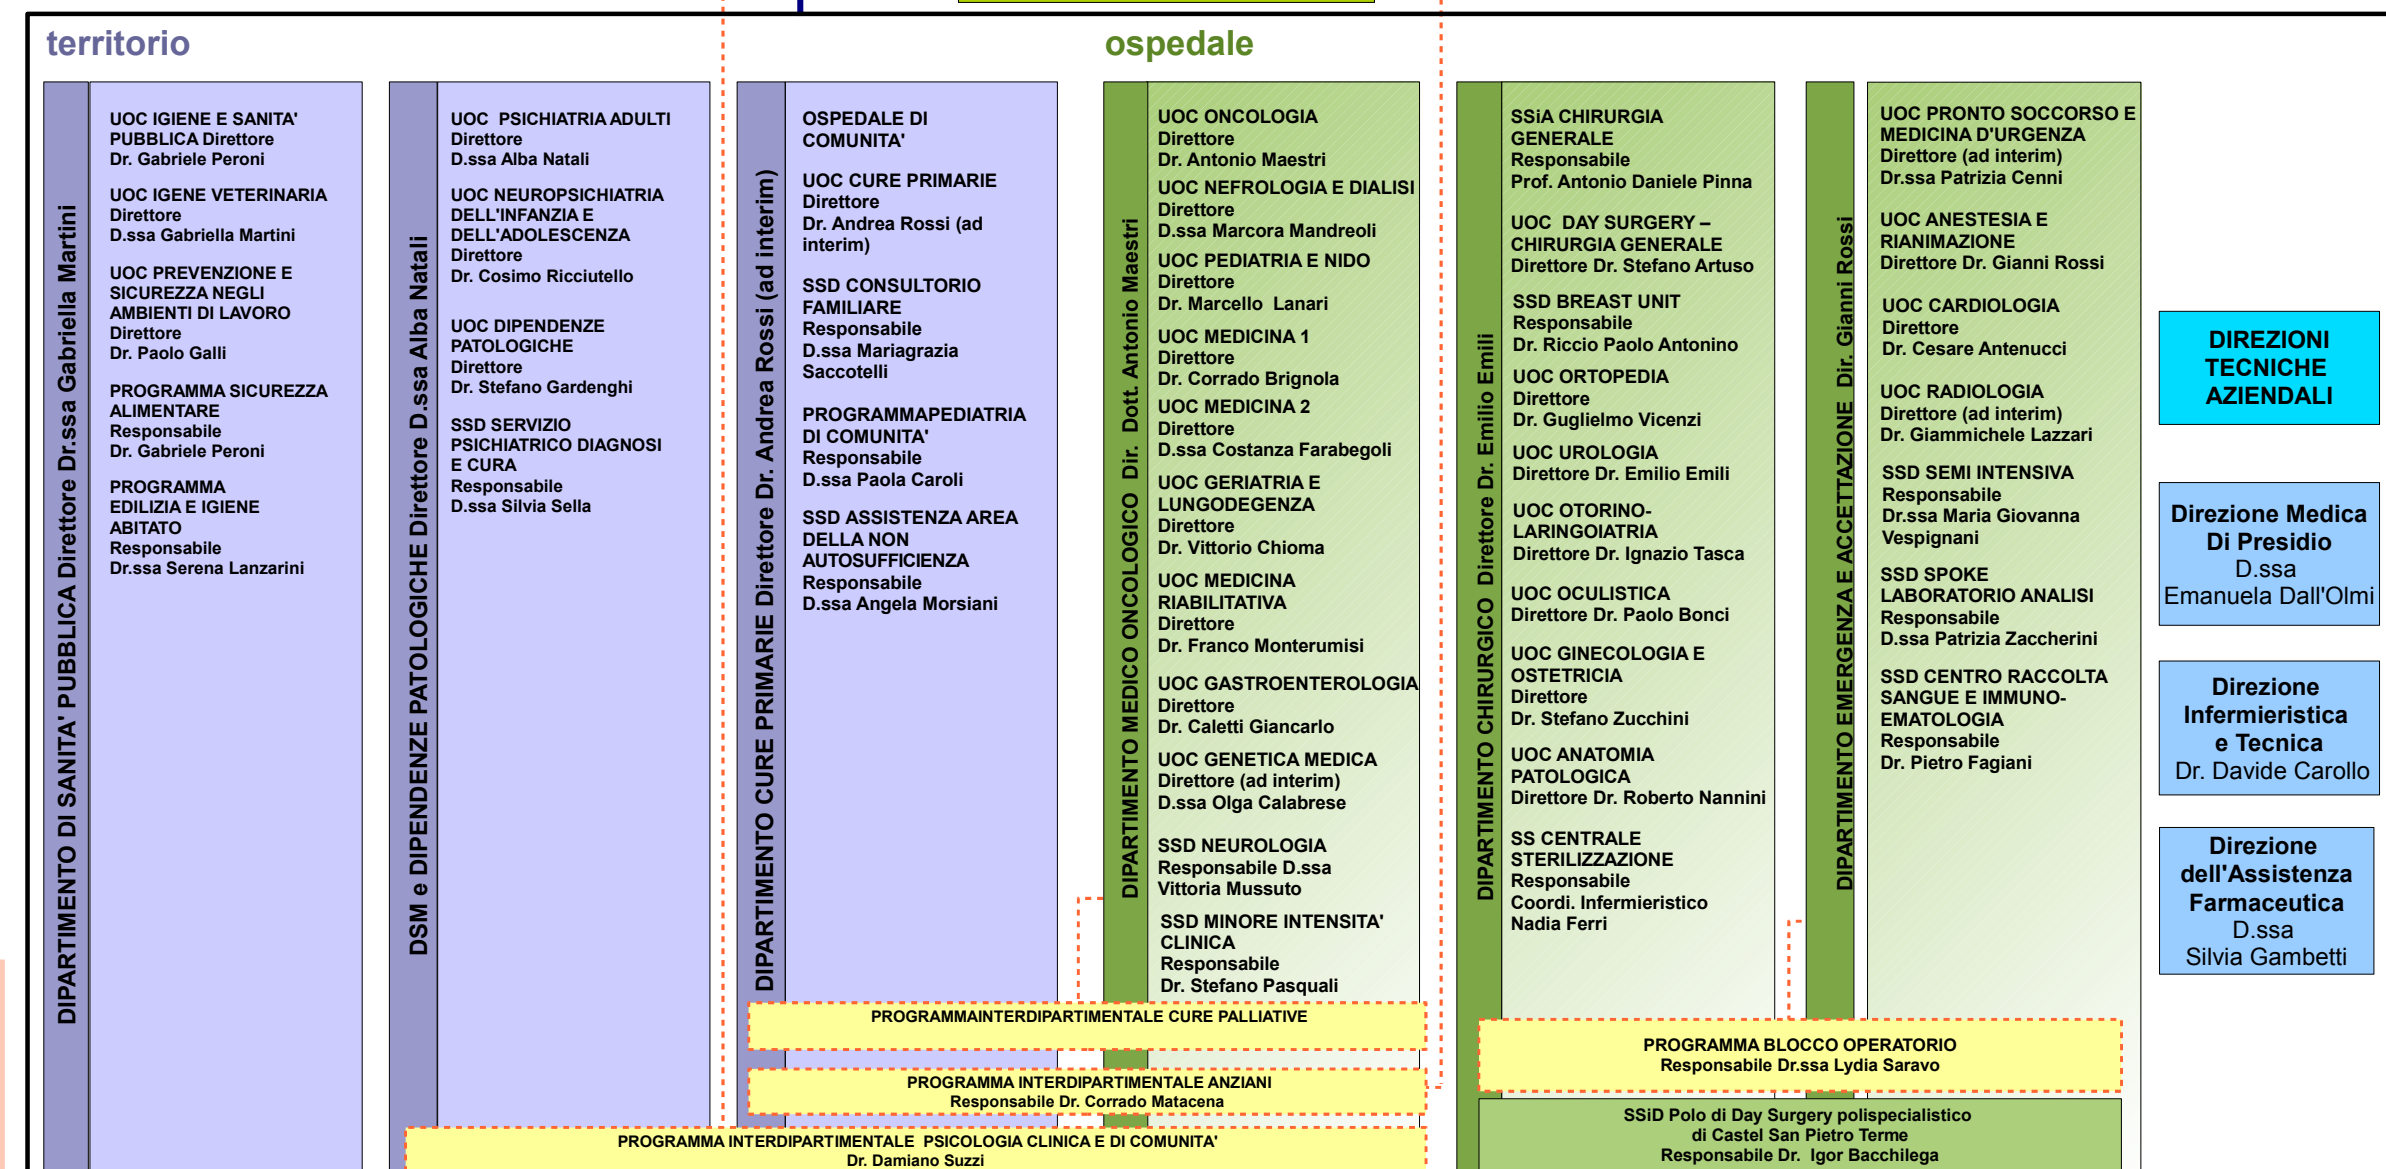 territorio
ospedale
DIPARTIMENTO DI SANITA' PUBBLICA Direttore Dr.ssa Gabriella Martini
UOC IGIENE E SANITA'
PUBBLICA Direttore
Dr. Gabriele Peroni
UOC IGENE VETERINARIA
Direttore
D.ssa Gabriella Martini
UOC PREVENZIONE E
SICUREZZA NEGLI
AMBIENTI DI LAVORO
Direttore
Dr. Paolo Galli
PROGRAMMA SICUREZZA
ALIMENTARE
Responsabile
Dr. Gabriele Peroni
PROGRAMMA
EDILIZIA E IGIENE
ABITATO
Responsabile
Dr.ssa Serena Lanzarini
DSM e DIPENDENZE PATOLOGICHE Direttore D.ssa Alba Natali
UOC PSICHIATRIA ADULTI
Direttore
D.ssa Alba Natali
UOC NEUROPSICHIATRIA
DELL'INFANZIA E
DELL'ADOLESCENZA
Direttore
Dr. Cosimo Ricciutello
UOC DIPENDENZE
PATOLOGICHE
Direttore
Dr. Stefano Gardenghi
SSD SERVIZIO
PSICHIATRICO DIAGNOSI
E CURA
Responsabile
D.ssa Silvia Sella
DIPARTIMENTO CURE PRIMARIE Direttore Dr. Andrea Rossi (ad interim)
OSPEDALE DI
COMUNITA'
UOC CURE PRIMARIE
Direttore
Dr. Andrea Rossi (ad
interim)
SSD CONSULTORIO
FAMILIARE
Responsabile
D.ssa Mariagrazia
Saccotelli
PROGRAMMAPEDIATRIA
DI COMUNITA'
Responsabile
D.ssa Paola Caroli
SSD ASSISTENZA AREA
DELLA NON
AUTOSUFFICIENZA
Responsabile
D.ssa Angela Morsiani
DIPARTIMENTO MEDICO ONCOLOGICO Dir. Dott. Antonio Maestri
UOC ONCOLOGIA
Direttore
Dr. Antonio Maestri
UOC NEFROLOGIA E DIALISI
Direttore
D.ssa Marcora Mandreoli
UOC PEDIATRIA E NIDO
Direttore
Dr. Marcello Lanari
UOC MEDICINA 1
Direttore
Dr. Corrado Brignola
UOC MEDICINA 2
Direttore
D.ssa Costanza Farabegoli
UOC GERIATRIA E
LUNGODEGENZA
Direttore
Dr. Vittorio Chioma
UOC MEDICINA
RIABILITATIVA
Direttore
Dr. Franco Monterumisi
UOC GASTROENTEROLOGIA
Direttore
Dr. Caletti Giancarlo
UOC GENETICA MEDICA
Direttore (ad interim)
D.ssa Olga Calabrese
SSD NEUROLOGIA
Responsabile D.ssa
Vittoria Mussuto
SSD MINORE INTENSITA'
CLINICA
Responsabile
Dr. Stefano Pasquali
DIPARTIMENTO CHIRURGICO Direttore Dr. Emilio Emili
SSiA CHIRURGIA
GENERALE
Responsabile
Prof. Antonio Daniele Pinna
UOC DAY SURGERY –
CHIRURGIA GENERALE
Direttore Dr. Stefano Artuso
SSD BREAST UNIT
Responsabile
Dr. Riccio Paolo Antonino
UOC ORTOPEDIA
Direttore
Dr. Guglielmo Vicenzi
UOC UROLOGIA
Direttore Dr. Emilio Emili
UOC OTORINO-
LARINGOIATRIA
Direttore Dr. Ignazio Tasca
UOC OCULISTICA
Direttore Dr. Paolo Bonci
UOC GINECOLOGIA E
OSTETRICIA
Direttore
Dr. Stefano Zucchini
UOC ANATOMIA
PATOLOGICA
Direttore Dr. Roberto Nannini
SS CENTRALE
STERILIZZAZIONE
Responsabile
Coordi. Infermieristico
Nadia Ferri
DIPARTIMENTO EMERGENZA E ACCETTAZIONE Dir. Gianni Rossi
UOC PRONTO SOCCORSO E
MEDICINA D'URGENZA
Direttore (ad interim)
Dr.ssa Patrizia Cenni
UOC ANESTESIA E
RIANIMAZIONE
Direttore Dr. Gianni Rossi
UOC CARDIOLOGIA
Direttore
Dr. Cesare Antenucci
UOC RADIOLOGIA
Direttore (ad interim)
Dr. Giammichele Lazzari
SSD SEMI INTENSIVA
Responsabile
Dr.ssa Maria Giovanna
Vespignani
SSD SPOKE
LABORATORIO ANALISI
Responsabile
D.ssa Patrizia Zaccherini
SSD CENTRO RACCOLTA
SANGUE E IMMUNO-
EMATOLOGIA
Responsabile
Dr. Pietro Fagiani
DIREZIONI
TECNICHE
AZIENDALI
Direzione Medica
Di Presidio
D.ssa
Emanuela Dall'Olmi
Direzione
Infermieristica
e Tecnica
Dr. Davide Carollo
Direzione
dell'Assistenza
Farmaceutica
D.ssa
Silvia Gambetti
PROGRAMMAINTERDIPARTIMENTALE CURE PALLIATIVE
PROGRAMMA INTERDIPARTIMENTALE ANZIANI
Responsabile Dr. Corrado Matacena
PROGRAMMA INTERDIPARTIMENTALE PSICOLOGIA CLINICA E DI COMUNITA'
Dr. Damiano Suzzi
PROGRAMMA BLOCCO OPERATORIO
Responsabile Dr.ssa Lydia Saravo
SSiD Polo di Day Surgery polispecialistico
di Castel San Pietro Terme
Responsabile Dr. Igor Bacchilega